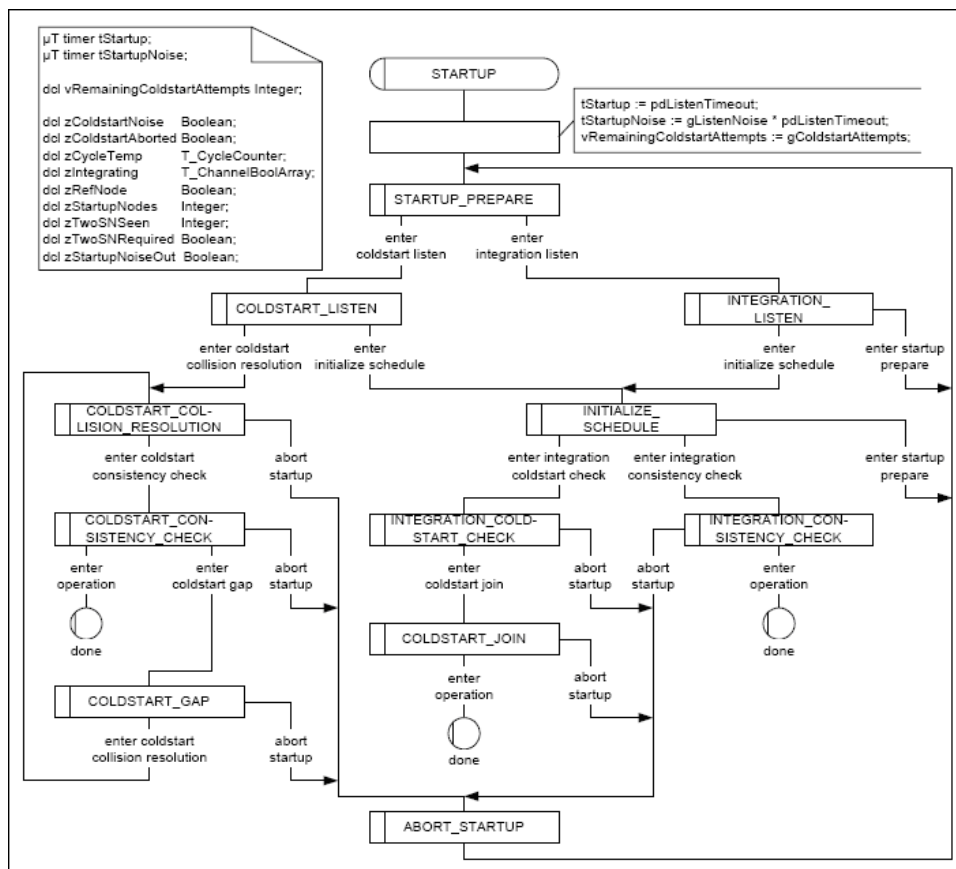 µT timer tStartup;
µT timer tStartupNoise;
dcl vRemainingColdstartAttempts Integer;
dcl zColdstartNoise Boolean;
dcl zColdstartAborted Boolean;
dcl zCycleTemp T_CycleCounter;
dcl zIntegrating T_ChannelBoolArray;
dcl zRefNode Boolean;
dcl zStartupNodes Integer;
dcl zTwoSNSeen Integer;
dcl zTwoSNRequired Boolean;
dcl zStartupNoiseOut Boolean;
STARTUP
tStartup := pdListenTimeout;
tStartupNoise := gListenNoise * pdListenTimeout;
vRemainingColdstartAttempts := gColdstartAttempts;
STARTUP_PREPARE
enter
coldstart listen
enter
integration listen
COLDSTART_LISTEN
INTEGRATION_
LISTEN
enter coldstart
collision resolution
enter
initialize schedule
enter
initialize schedule
enter startup
prepare
COLDSTART_COL-
LISION_RESOLUTION
INITIALIZE_
SCHEDULE
enter coldstart
consistency check
abort
startup
enter integration
coldstart check
enter integration
consistency check
enter startup
prepare
COLDSTART_CON-
SISTENCY_CHECK
INTEGRATION_COLD-
START_CHECK
INTEGRATION_CON-
SISTENCY_CHECK
enter
operation
enter
coldstart gap
abort
startup
enter
coldstart join
abort
startup
abort
startup
enter
operation
done
COLDSTART_JOIN
done
enter
operation
abort
startup
COLDSTART_GAP
enter coldstart
collision resolution
abort
startup
done
ABORT_STARTUP